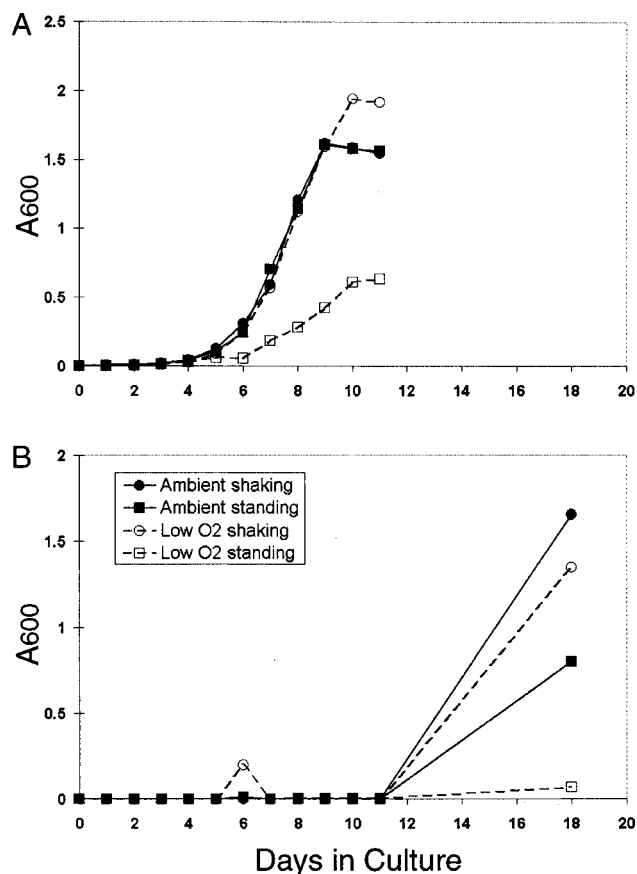 A
2.5
2
1.5
1
0.5
0
A600
0 2 4 6 8 10 12 14 16 18 20
B
2
1.5
1
0.5
0
A600
Ambient shaking
Ambient standing
Low O2 shaking
Low O2 standing
0 2 4 6 8 10 12 14 16 18 20
Days in Culture